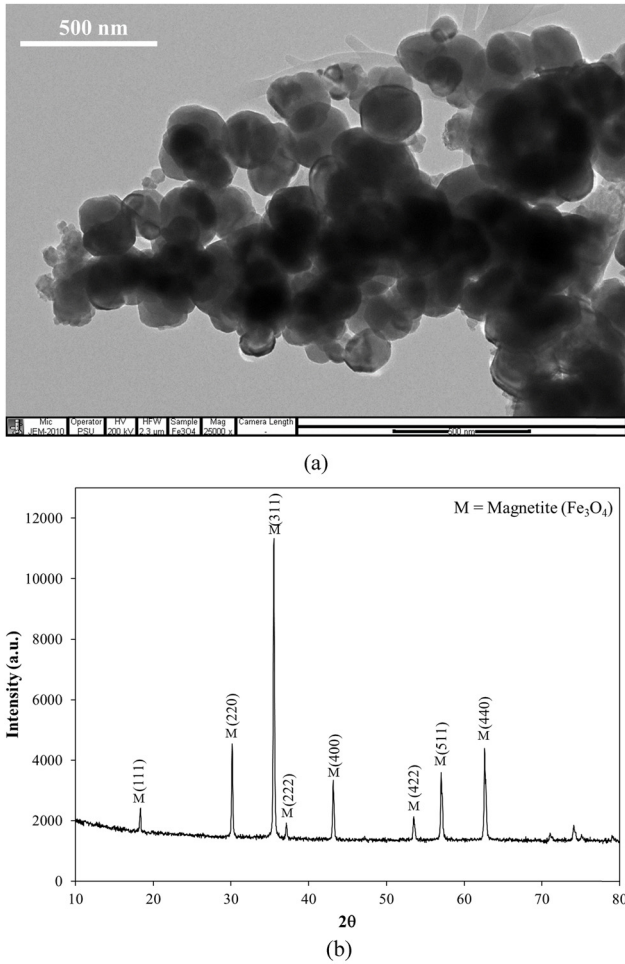 500 nm
Mic Operator HV HFW Sample Mag Camera Length
JEM-2010 PSU 200 kV 2.3 µm Fe3O4 25000 x -
500 nm
(a)
M = Magnetite (Fe₃O₄)
Intensity (a.u.)
12000
10000
8000
6000
4000
2000
0
M(111)
M(220)
M(311)
M(222)
M(400)
M(422)
M(511)
M(440)
10 20 30 40 50 60 70 80
2θ
(b)